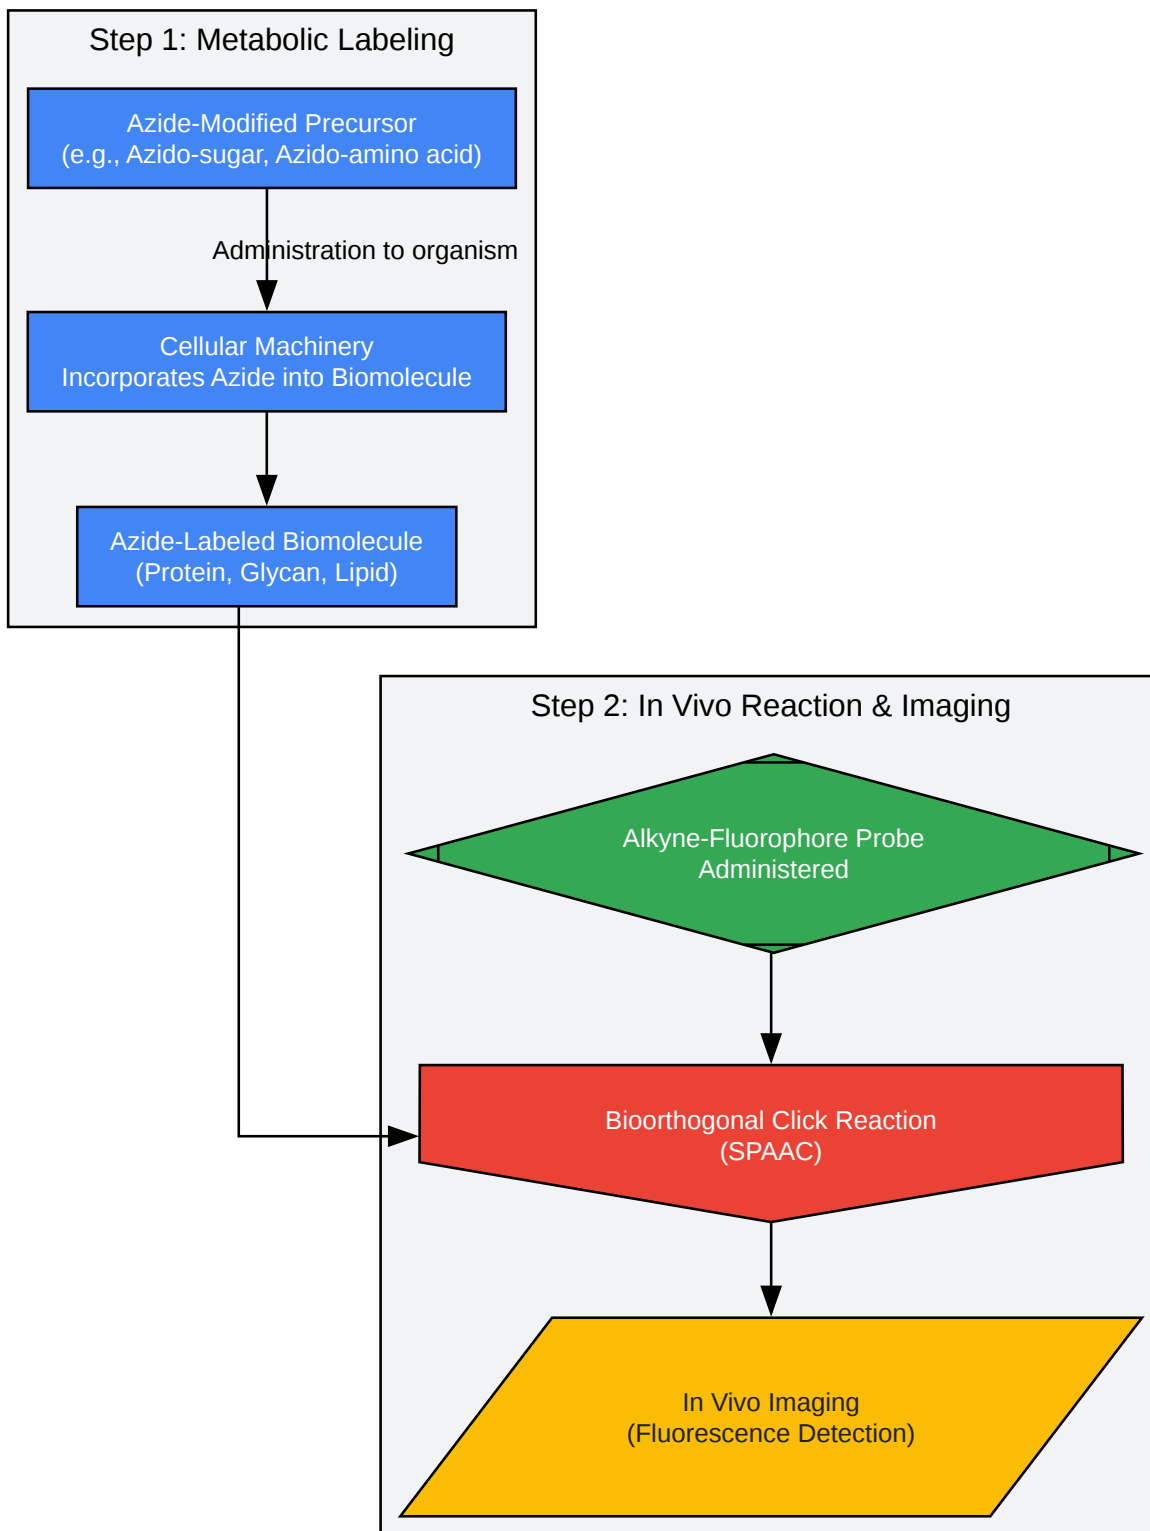 Step 1: Metabolic Labeling
Azide-Modified Precursor
(e.g., Azido-sugar, Azido-amino acid)
Administration to organism
Cellular Machinery
Incorporates Azide into Biomolecule
Azide-Labeled Biomolecule
(Protein, Glycan, Lipid)
Step 2: In Vivo Reaction & Imaging
Alkyne-Fluorophore Probe
Administered
Bioorthogonal Click Reaction
(SPAAC)
In Vivo Imaging
(Fluorescence Detection)